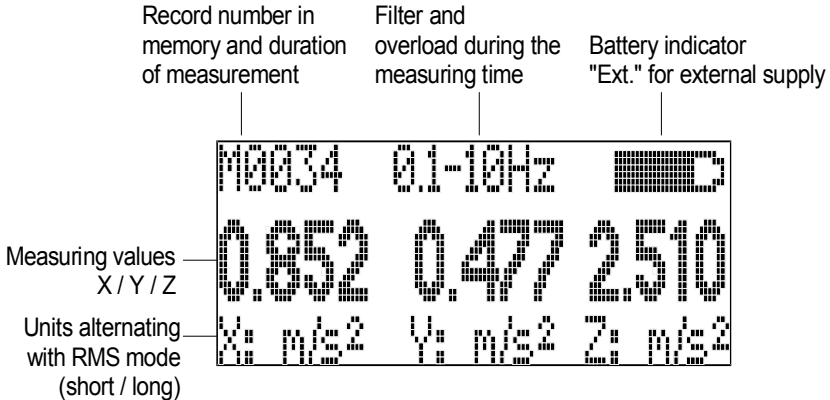 Record number in
memory and duration
of measurement
Filter and
overload during the
measuring time
Battery indicator
"Ext." for external supply
M0034 0.1-10Hz
Measuring values
X / Y / Z
0.852 0.477 2.510
Units alternating
with RMS mode
(short / long)
X: m/s² Y: m/s² Z: m/s²